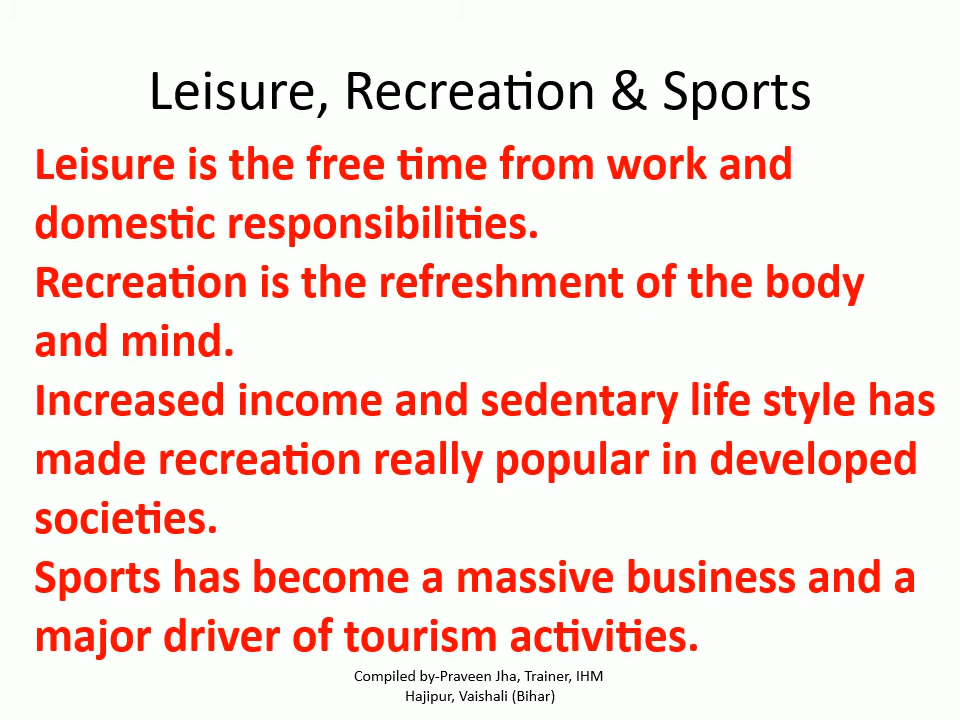 Leisure, Recreation & Sports
Leisure is the free time from work and
domestic responsibilities.
Recreation is the refreshment of the body
and mind.
Increased income and sedentary life style has
made recreation really popular in developed
societies.
Sports has become a massive business and a
major driver of tourism activities.
Compiled by-Praveen Jha, Trainer, IHM
Hajipur, Vaishali (Bihar)